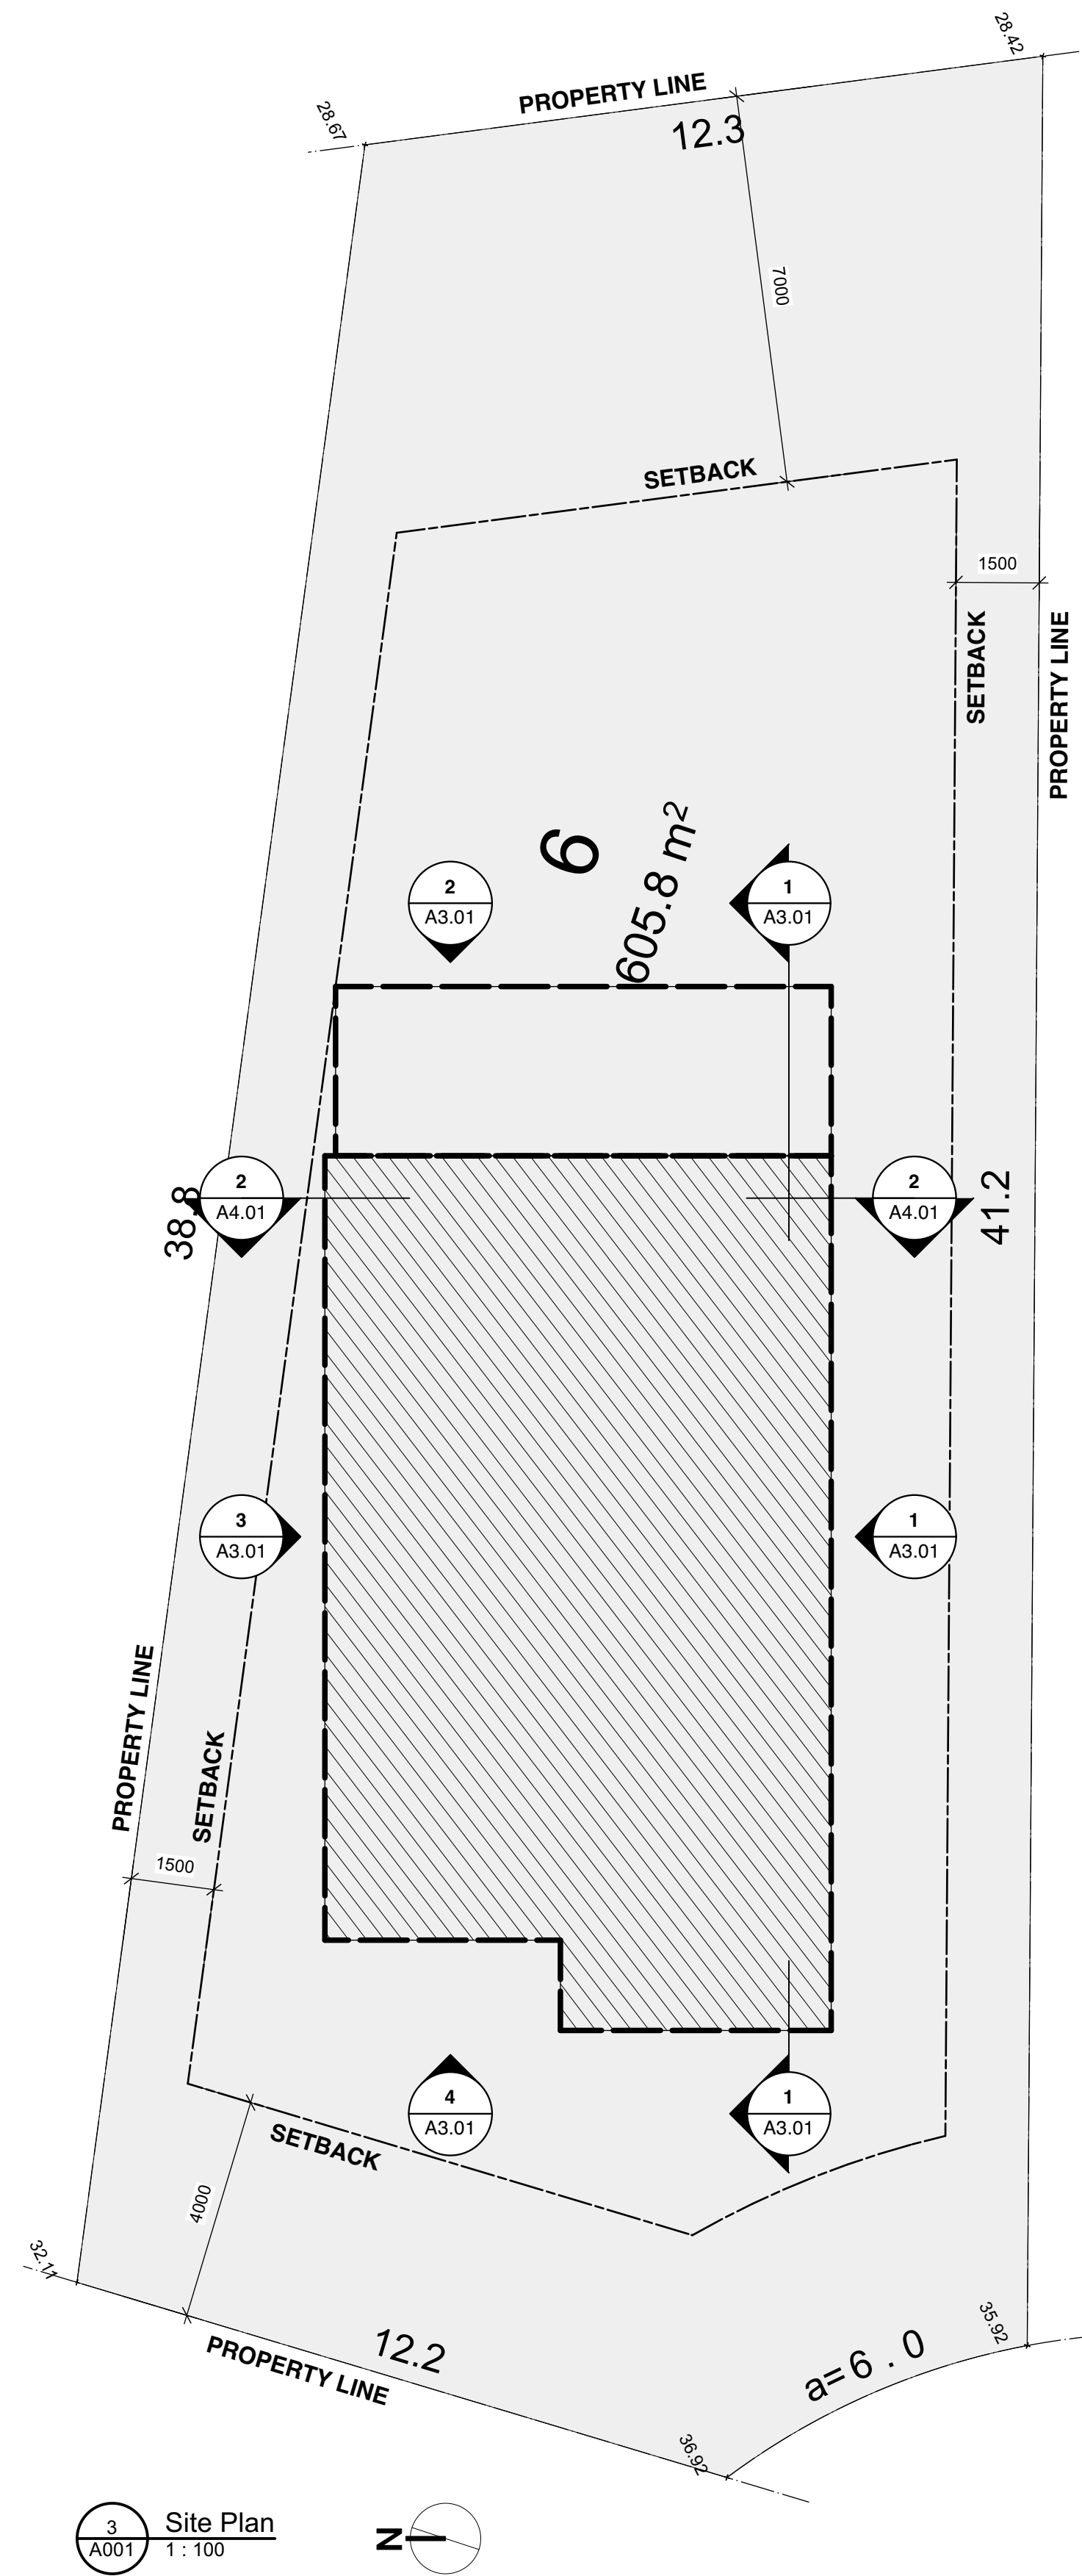 28.42
PROPERTY LINE
28.67
12.3
7000
SETBACK
1500
SETBACK
PROPERTY LINE
6
605.8 m²
2
A3.01
1
A3.01
38.8
2
A4.01
2
A4.01
41.2
3
A3.01
1
A3.01
PROPERTY LINE
SETBACK
1500
4
A3.01
1
A3.01
SETBACK
4000
32.11
35.92
12.2
a=6.0
PROPERTY LINE
36.92
3
A001
Site Plan
1 : 100
N